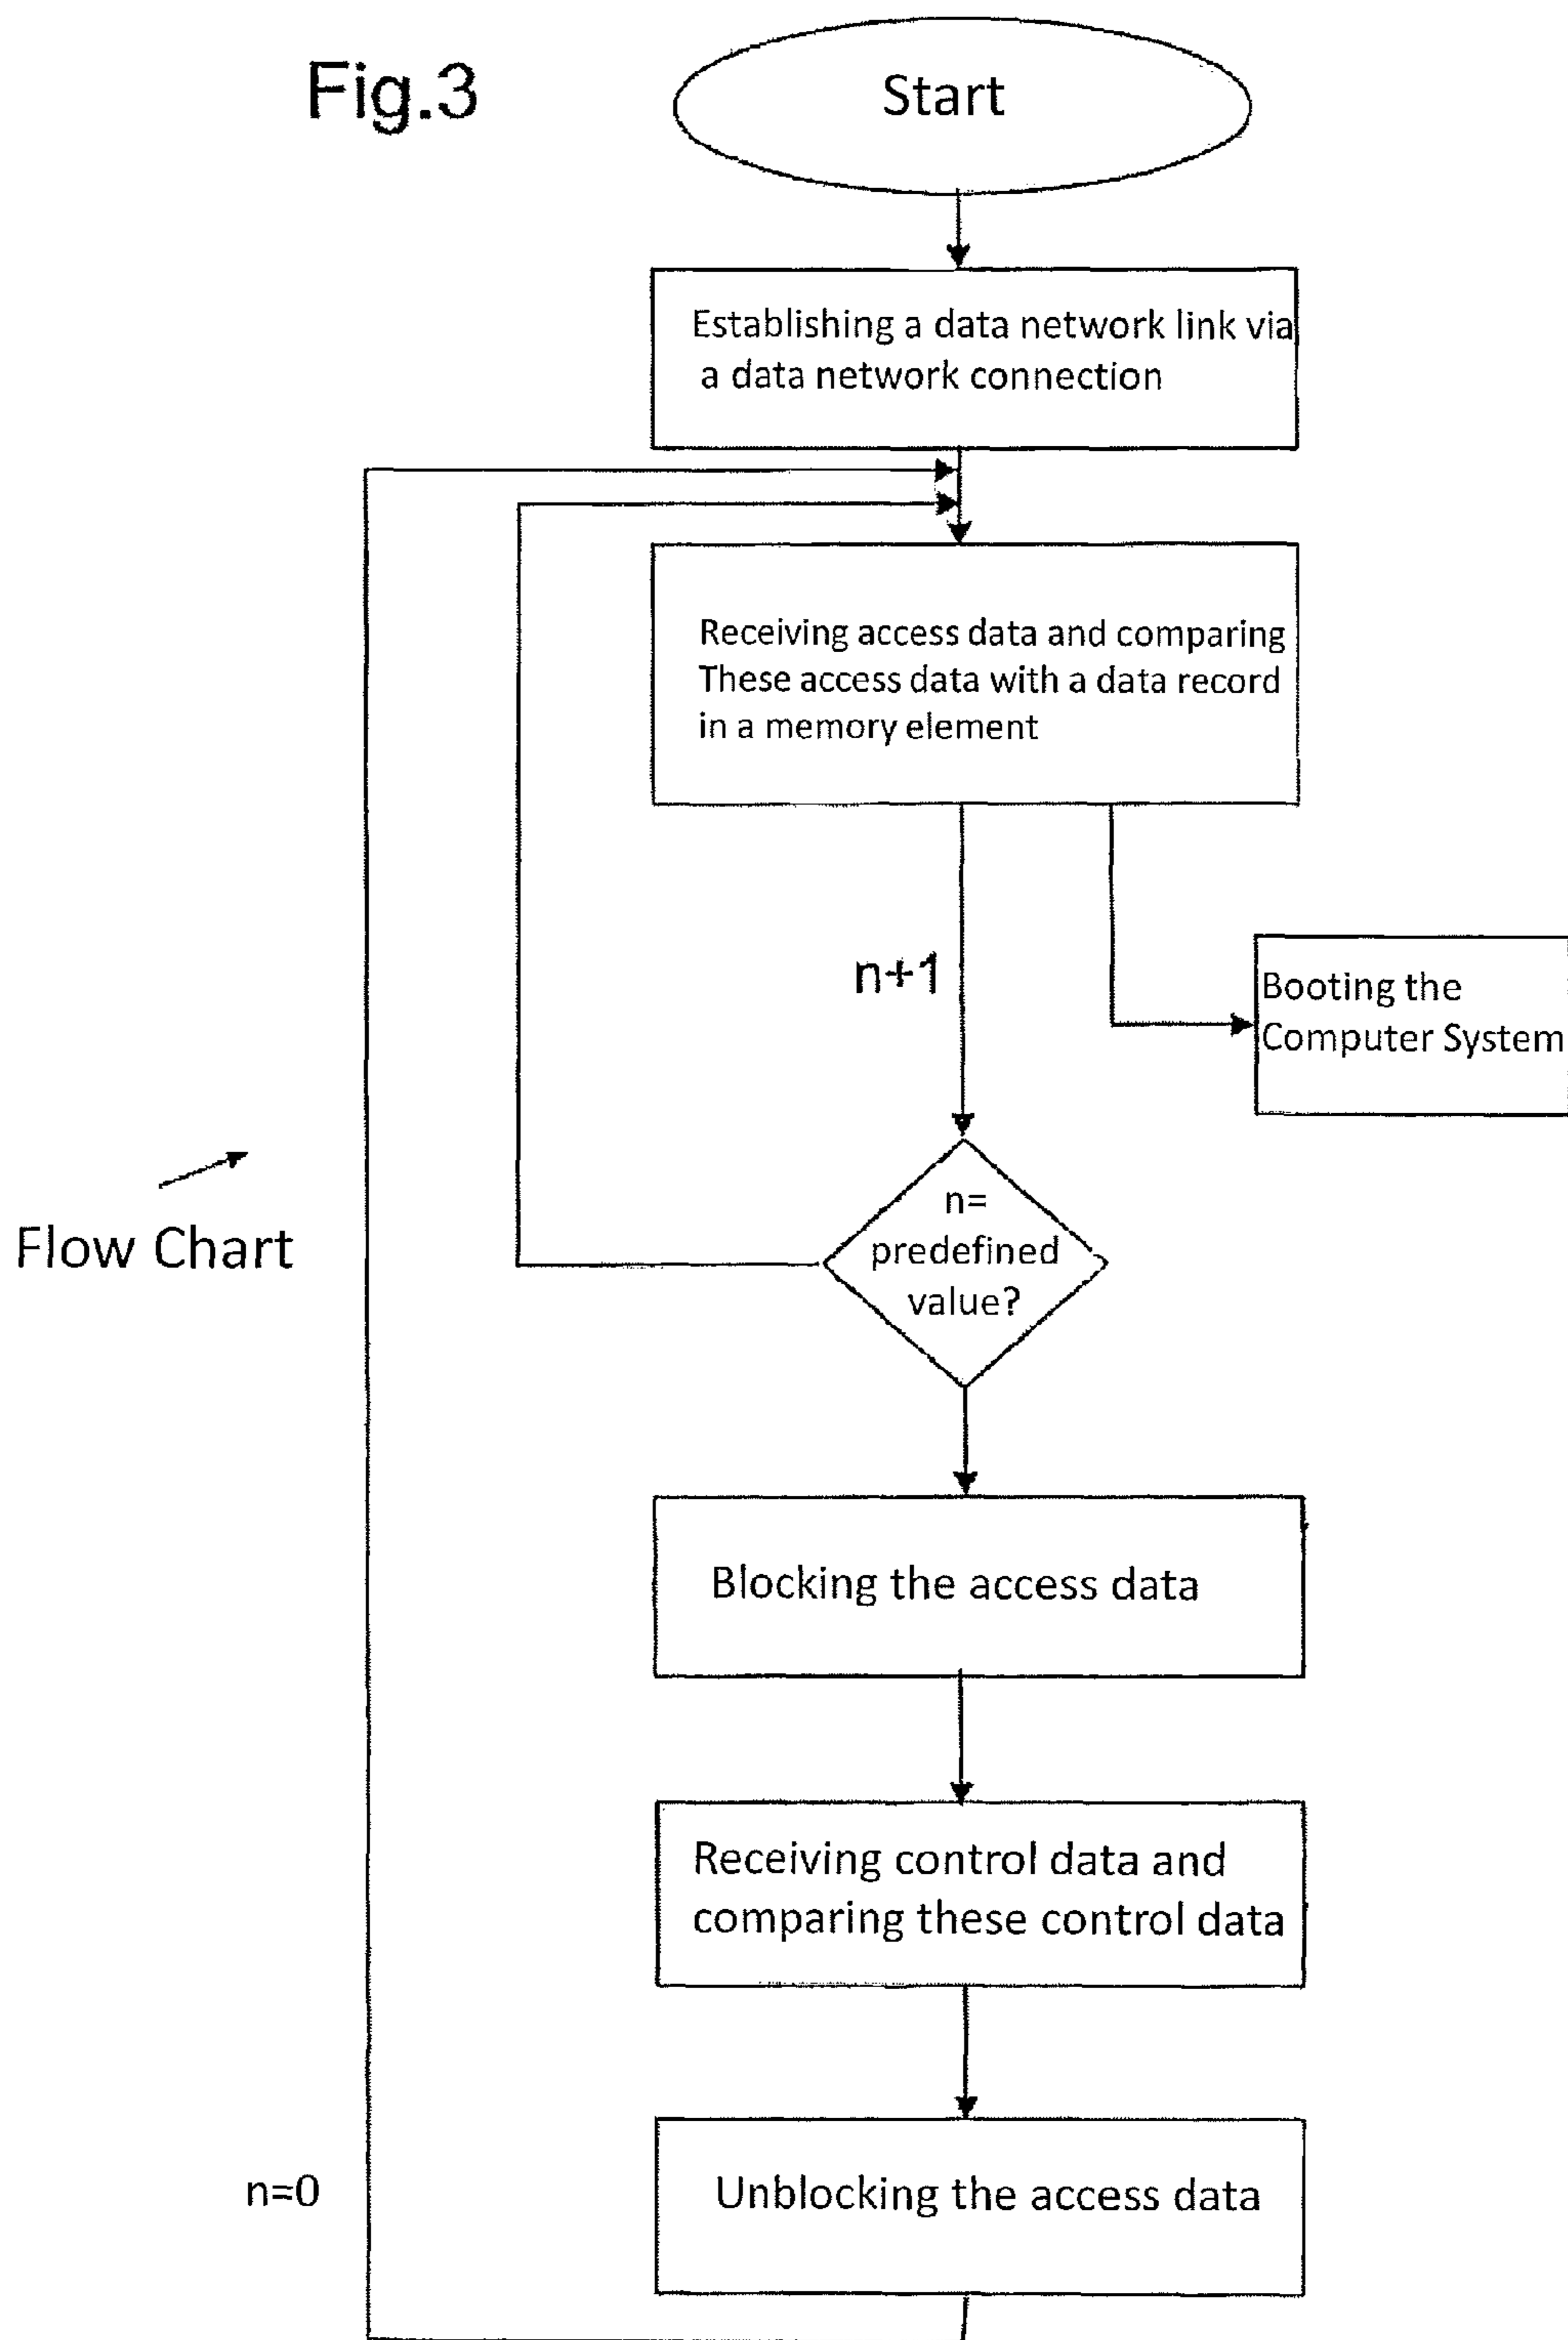 Fig.3
Start
Establishing a data network link via
a data network connection
Receiving access data and comparing
These access data with a data record
in a memory element
n+1
Booting the
Computer System
n=
predefined
value?
Flow Chart
Blocking the access data
Receiving control data and
comparing these control data
Unblocking the access data
n=0